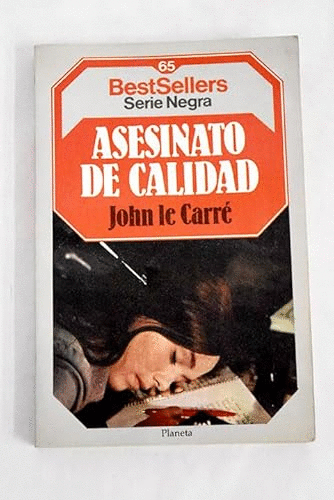 65
BestSellers
Serie Negra
ASESINATO
DE CALIDAD
John le Carré
Planeta